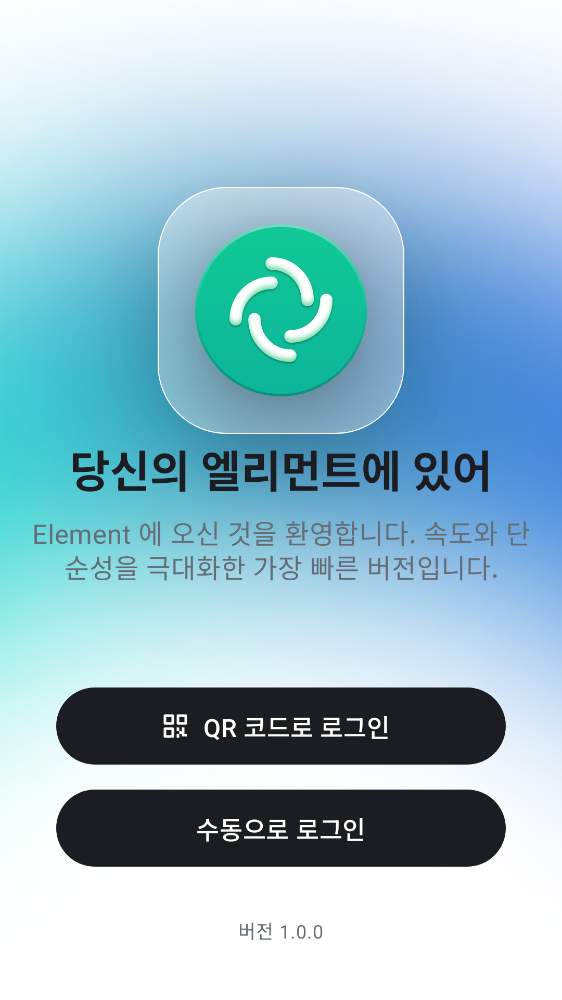 당신의 엘리먼트에 있어
Element 에 오신 것을 환영합니다. 속도와 단
순성을 극대화한 가장 빠른 버전입니다.
QR 코드로 로그인
수동으로 로그인
버전 1.0.0